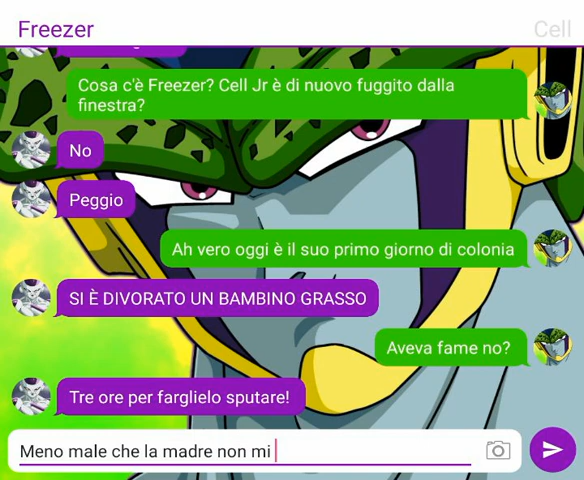 Freezer
Cell
Cosa c'è Freezer? Cell Jr è di nuovo fuggito dalla
finestra?
No
Peggio
Ah vero oggi è il suo primo giorno di colonia
SI È DIVORATO UN BAMBINO GRASSO
Aveva fame no?
Tre ore per farglielo sputare!
Meno male che la madre non mi